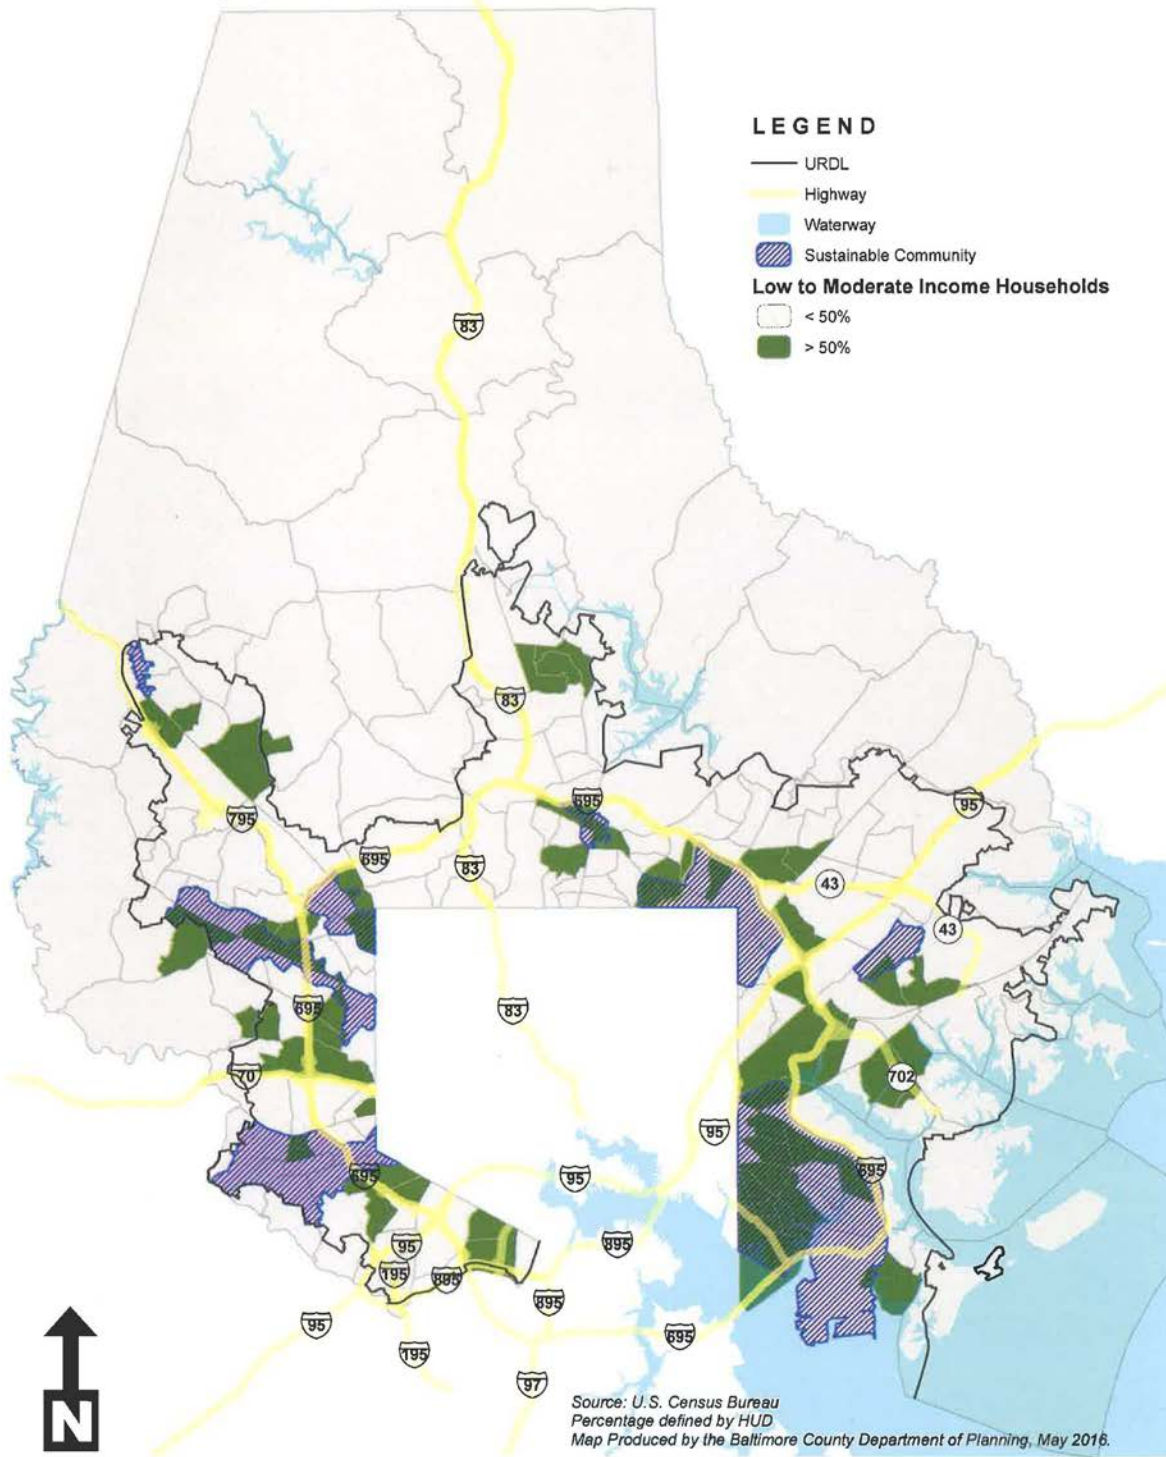 LEGEND
URDL
Highway
Waterway
Sustainable Community
Low to Moderate Income Households
< 50%
> 50%
83
83
695
795
95
695
83
43
43
695
83
70
702
95
695
695
95
95
895
195
895
895
95
695
195
97
N
Source: U.S. Census Bureau
Percentage defined by HUD
Map Produced by the Baltimore County Department of Planning, May 2016.